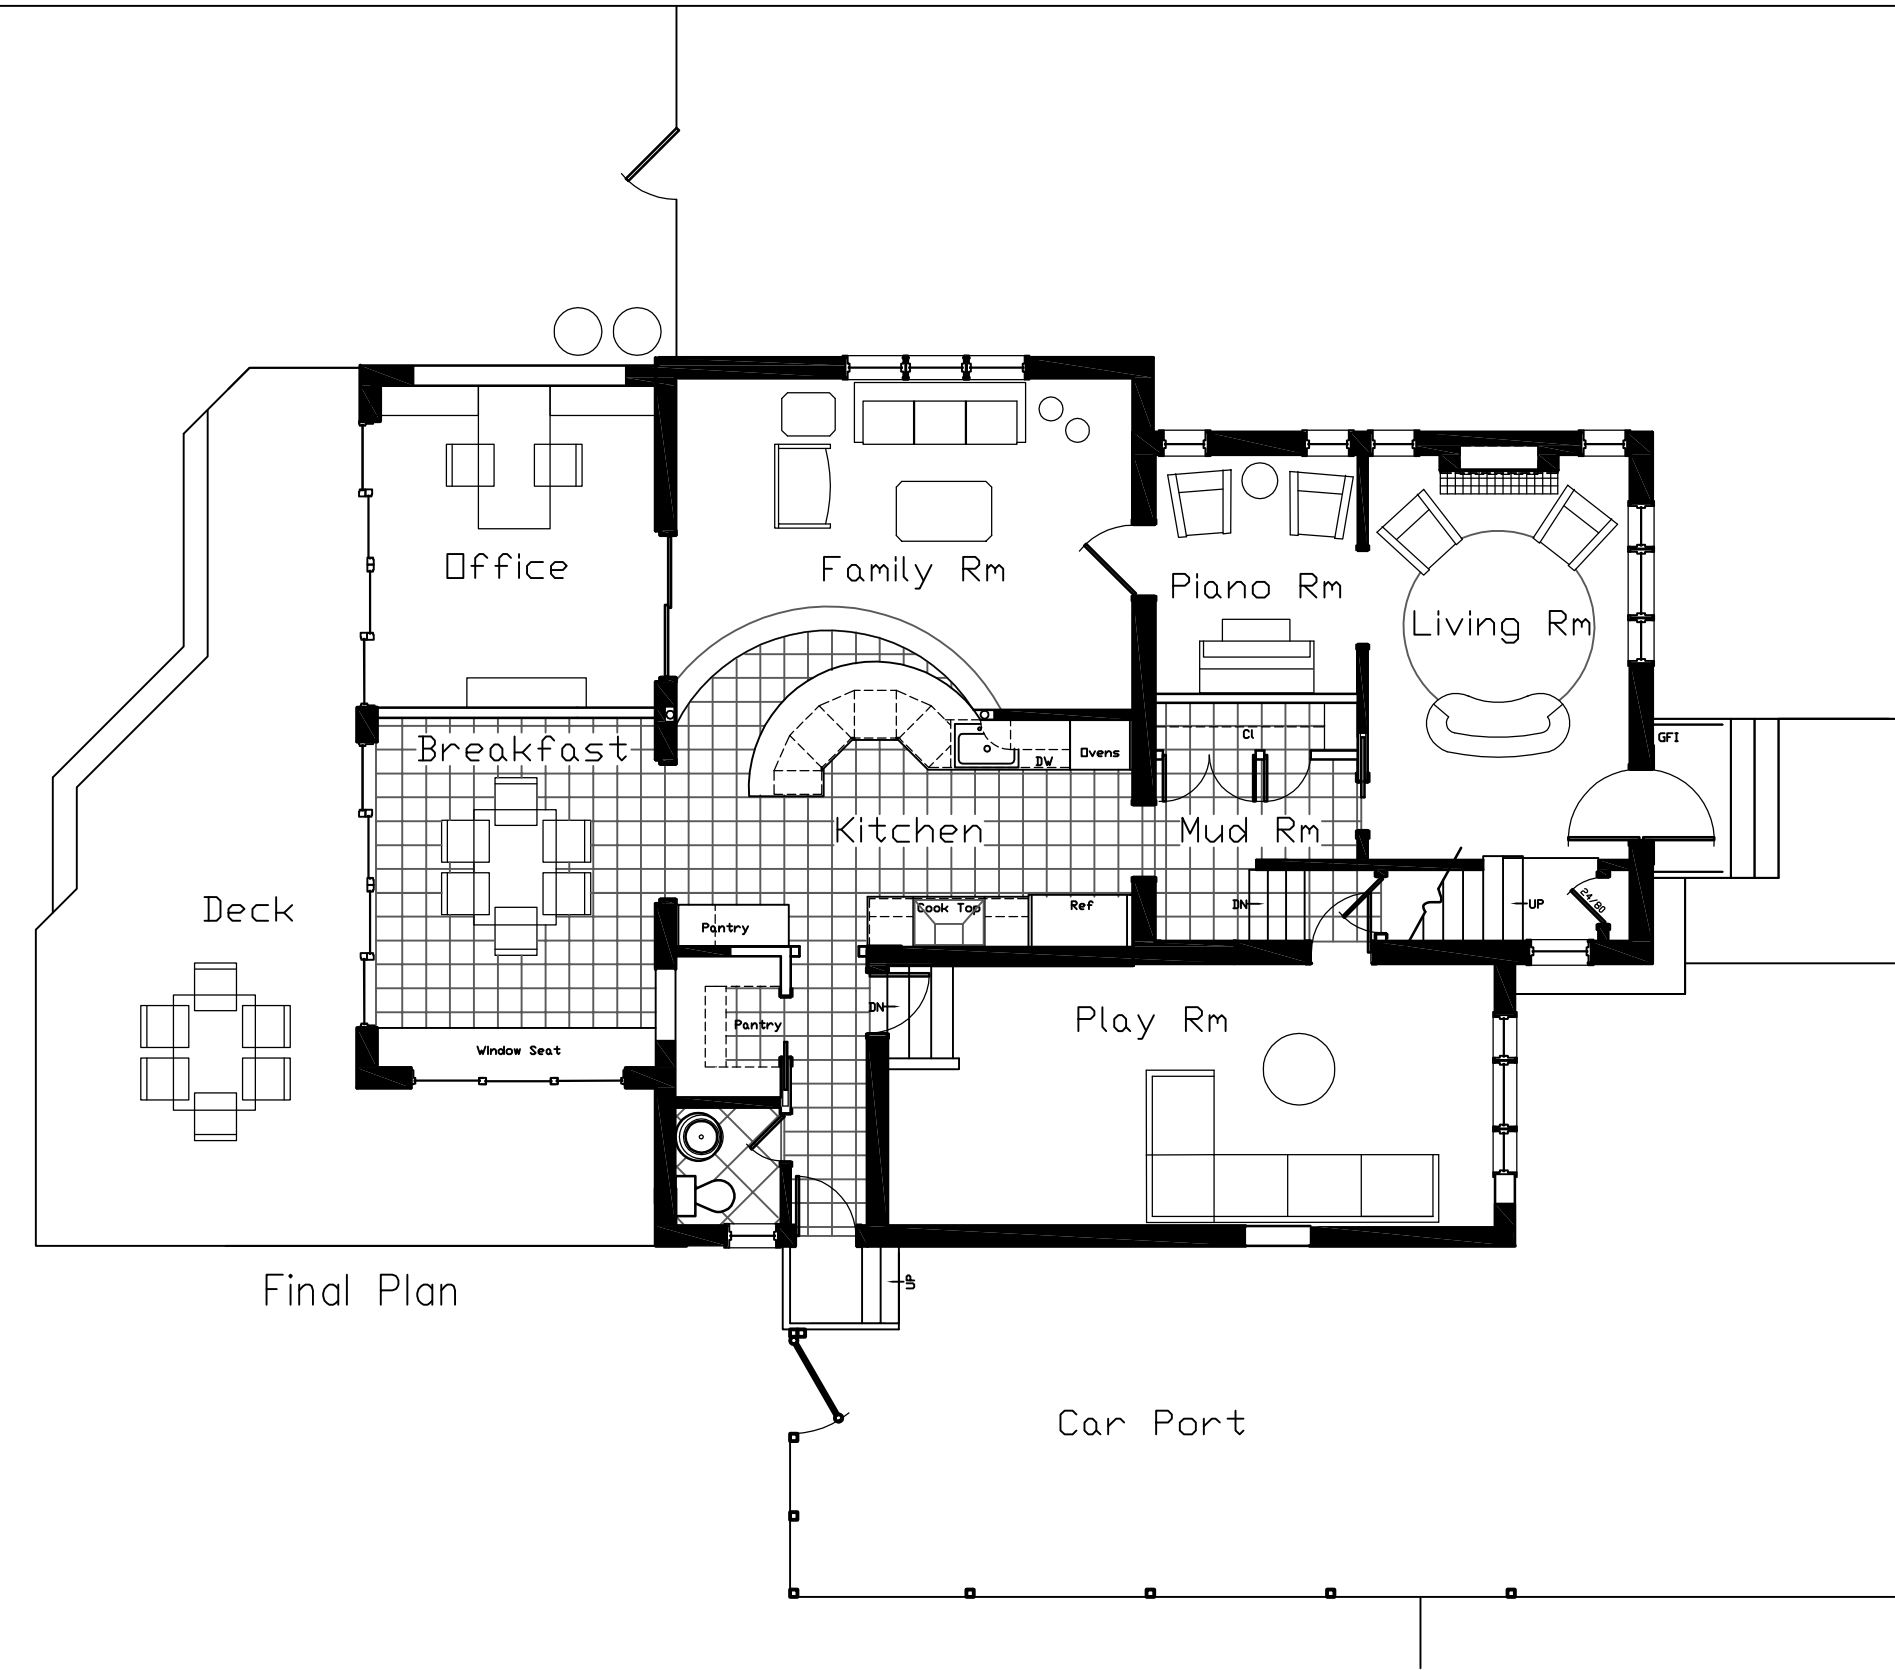 Office
Family Rm
Piano Rm
Living Rm
Breakfast
Cl
GFI
DW
Ovens
Kitchen
Mud Rm
Deck
Pantry
Cook Top
Ref
DN
UP
24/80
DN
Pantry
Play Rm
Window Seat
Final Plan
UP
Car Port